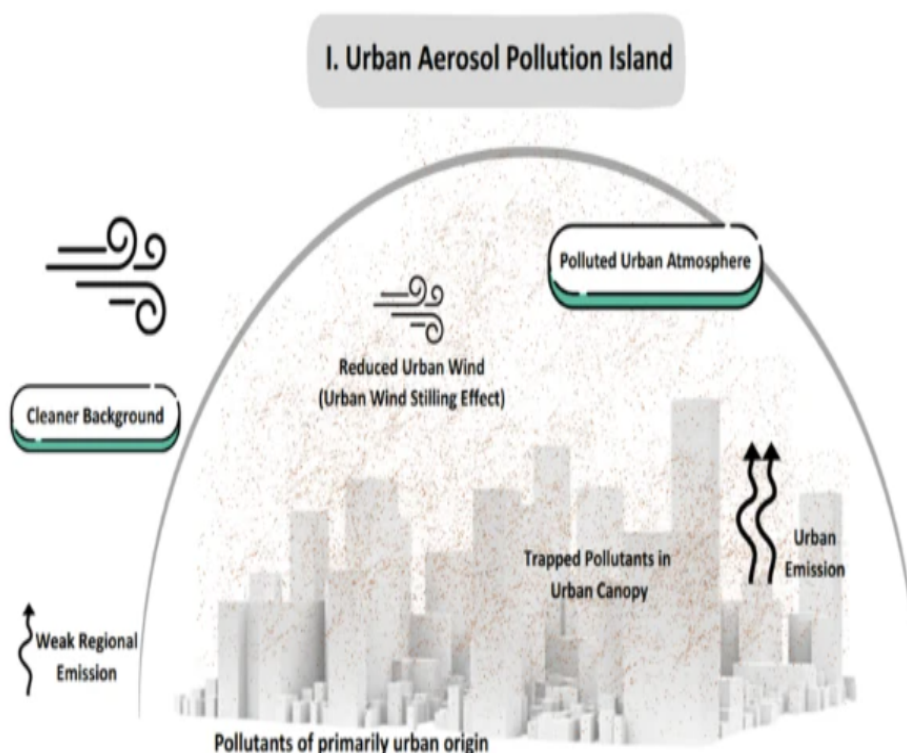 I. Urban Aerosol Pollution Island
Polluted Urban Atmosphere
Reduced Urban Wind
(Urban Wind Stilling Effect)
Cleaner Background
Trapped Pollutants in
Urban Canopy
Urban
Emission
Weak Regional
Emission
Pollutants of primarily urban origin